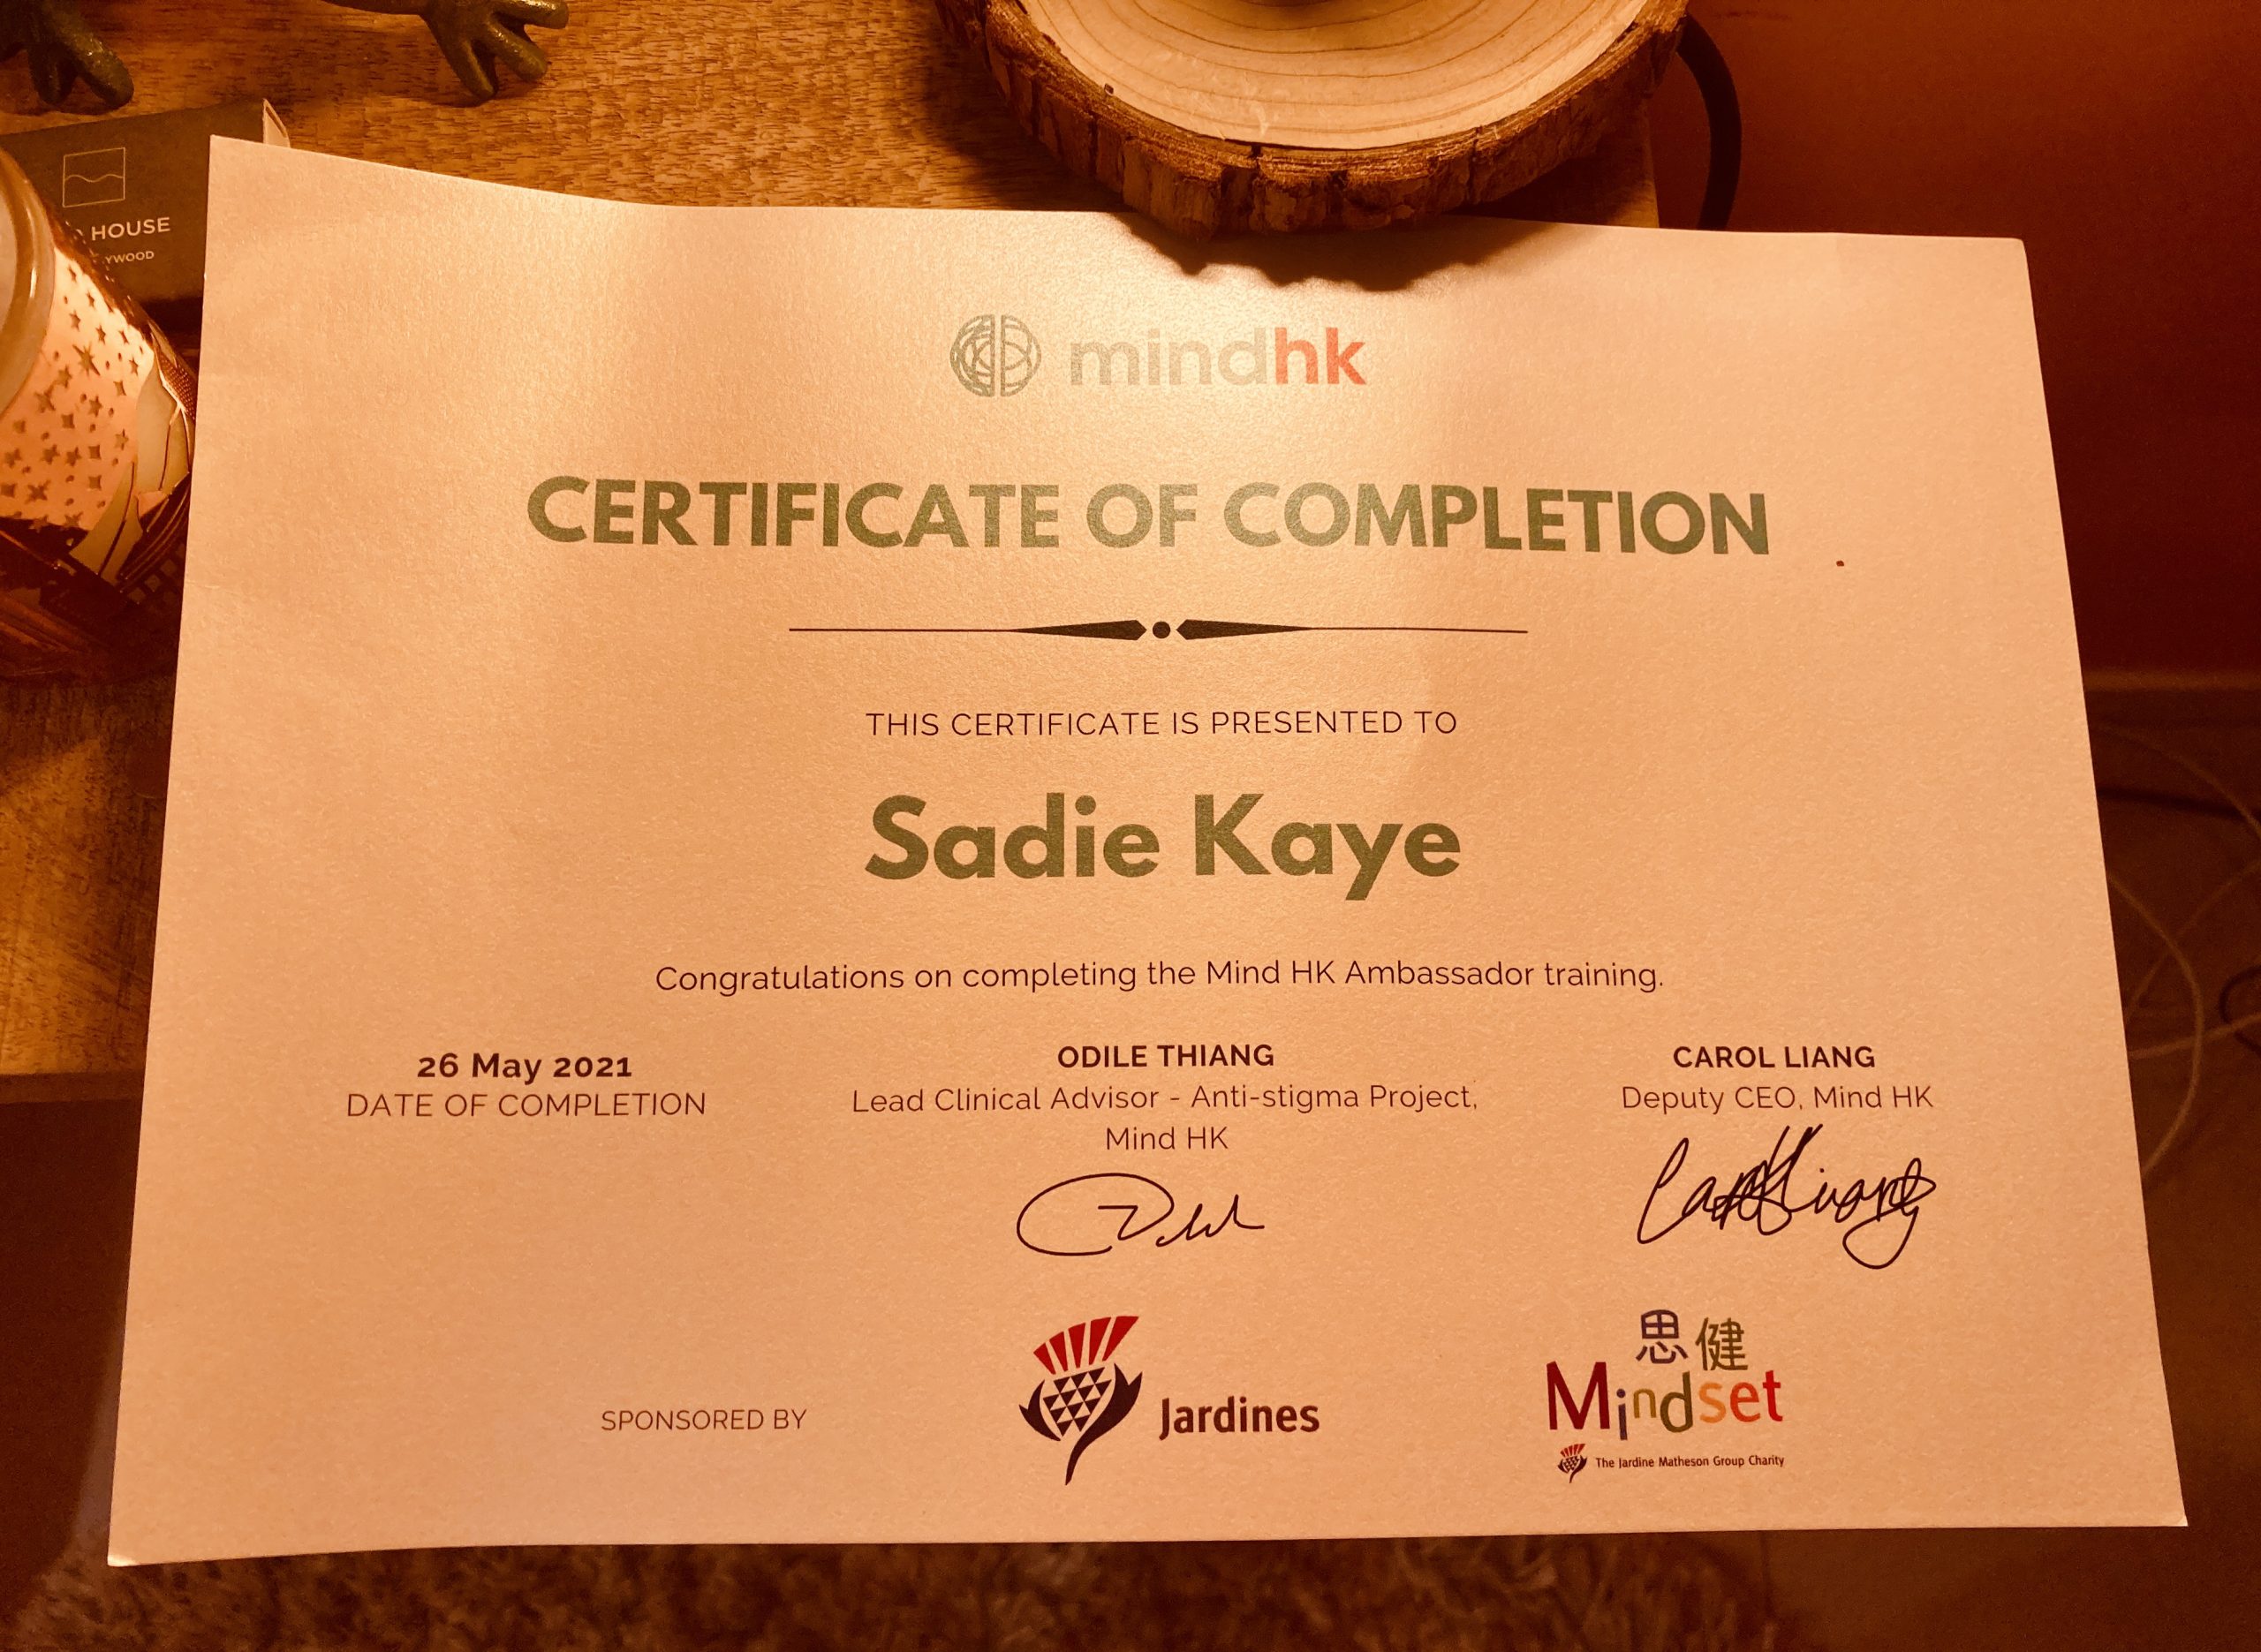 HOUSE
YWOOD
mindhk
CERTIFICATE OF COMPLETION
THIS CERTIFICATE IS PRESENTED TO
Sadie Kaye
Congratulations on completing the Mind HK Ambassador training.
26 May 2021
DATE OF COMPLETION
ODILE THIANG
Lead Clinical Advisor - Anti-stigma Project,
Mind HK
CAROL LIANG
Deputy CEO, Mind HK
SPONSORED BY
Jardines
思健
Mindset
The Jardine Matheson Group Charity